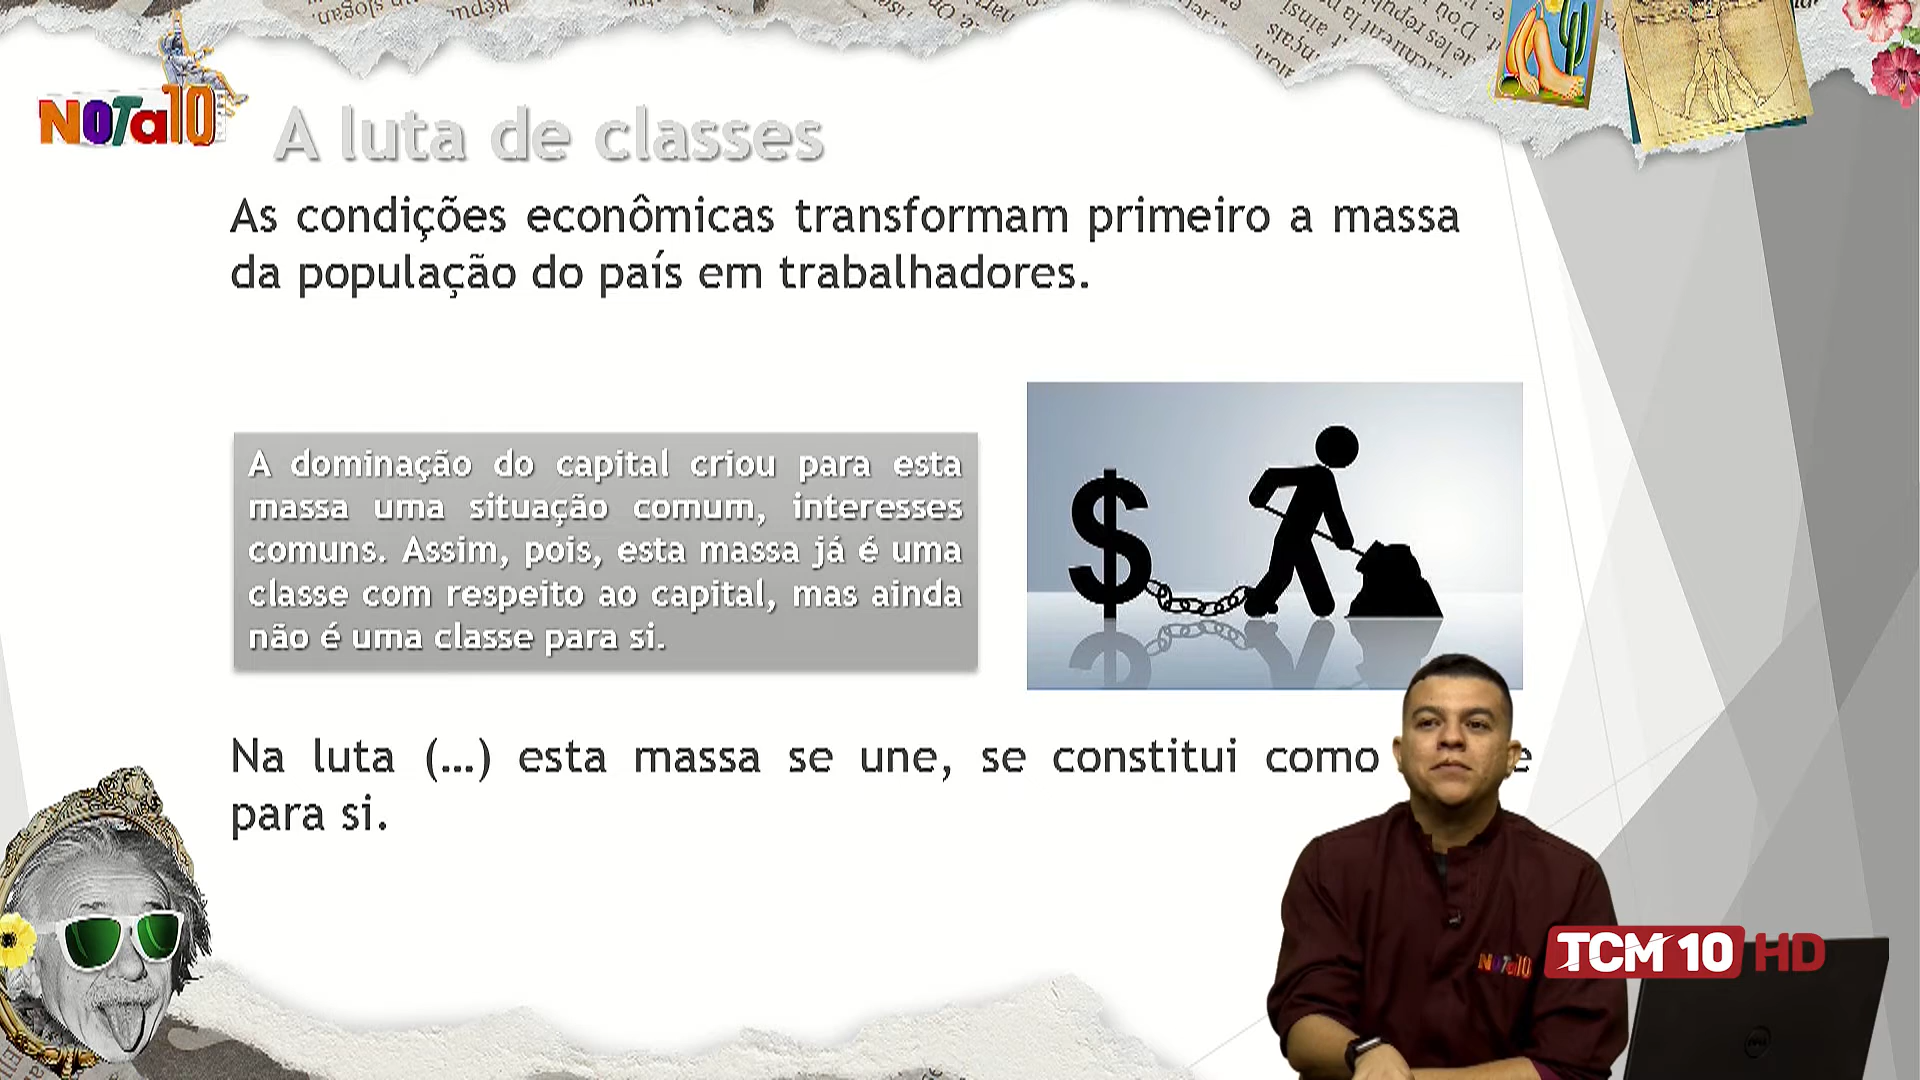 NOTa10
A luta de classes
As condições econômicas transformam primeiro a massa
da população do país em trabalhadores.
A dominação do capital criou para esta
massa uma situação comum, interesses
comuns. Assim, pois, esta massa já é uma
classe com respeito ao capital, mas ainda
não é uma classe para si.
$
Na luta (...) esta massa se une, se constitui como
para si.
NOTa10
TCM 10 HD